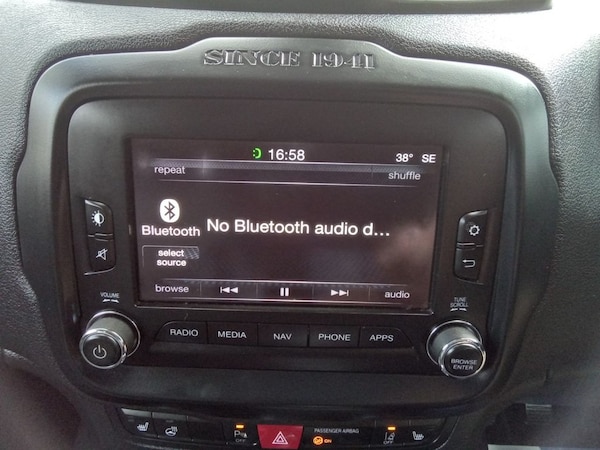 SINCE 1941
16:58
38° SE
repeat
shuffle
Bluetooth
No Bluetooth audio d...
select
source
browse
audio
VOLUME
TUNE
SCROLL
RADIO MEDIA NAV PHONE APPS
BROWSE
ENTER
PASSENGER AIRBAG
OFF
ON
OFF